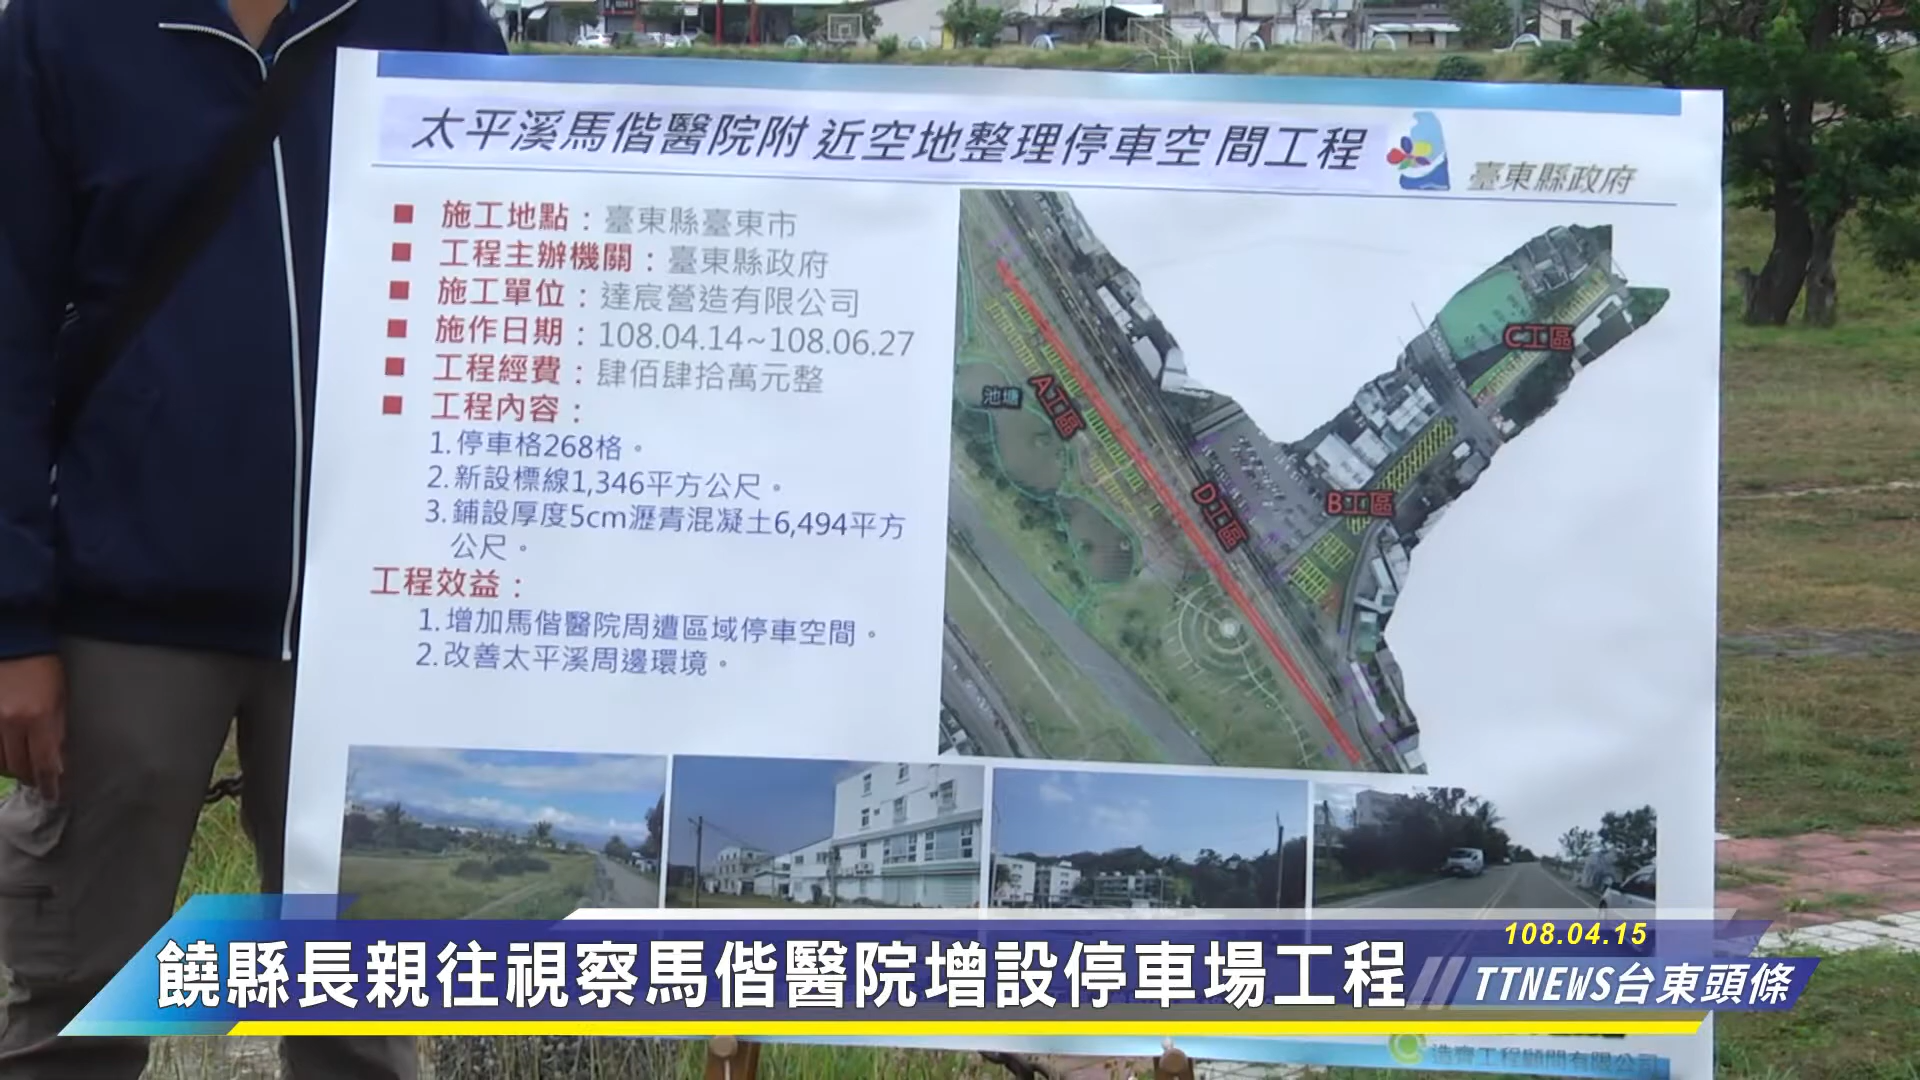 太平溪馬偕醫院附近空地整理停車空間工程
臺東縣政府
施工地點：臺東縣臺東市
工程主辦機關：臺東縣政府
施工單位：達宸營造有限公司
施作日期：108.04.14~108.06.27
工程經費：肆佰肆拾萬元整
工程內容：
1.停車格268格。
2.新設標線1,346平方公尺。
3.鋪設厚度5cm瀝青混凝土6,494平方
公尺。
工程效益：
1.增加馬偕醫院周遭區域停車空間。
2.改善太平溪周邊環境。
C工區
池塘
A工區
D工區
B工區
108.04.15
饒縣長親往視察馬偕醫院增設停車場工程
TTNEWS台東頭條
工程顧問有限公司